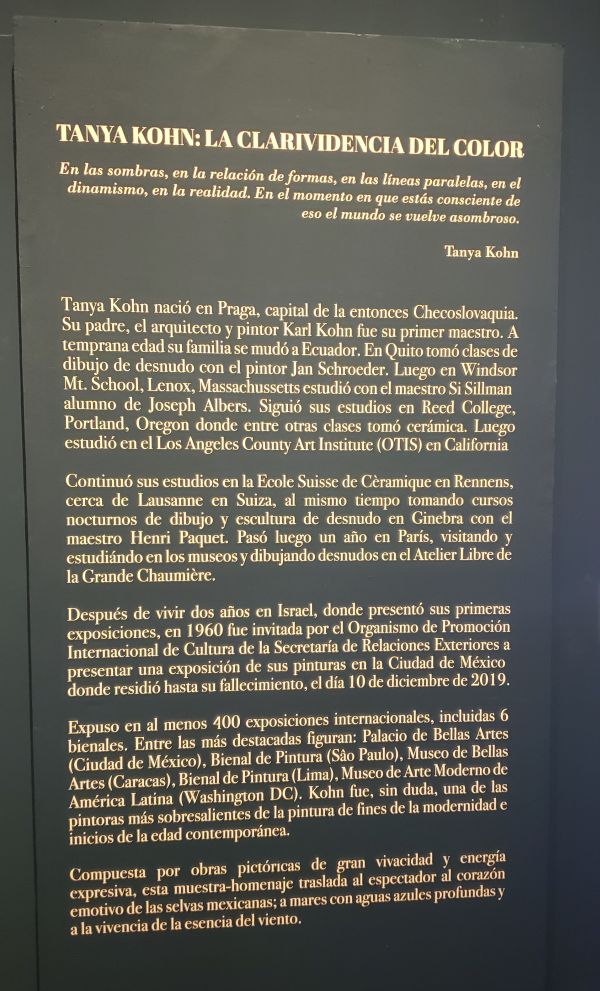 TANYA KOHN: LA CLARIVIDENCIA DEL COLOR
En las sombras, en la relación de formas, en las líneas paralelas, en el
dinamismo, en la realidad. En el momento en que estás consciente de
eso el mundo se vuelve asombroso.
Tanya Kohn
Tanya Kohn nació en Praga, capital de la entonces Checoslovaquia.
Su padre, el arquitecto y pintor Karl Kohn fue su primer maestro. A
temprana edad su familia se mudó a Ecuador. En Quito tomó clases de
dibujo de desnudo con el pintor Jan Schroeder. Luego en Windsor
Mt. School, Lenox, Massachussetts estudió con el maestro Si Sillman
alumno de Joseph Albers. Siguió sus estudios en Reed College,
Portland, Oregon donde entre otras clases tomó cerámica. Luego
estudió en el Los Angeles County Art Institute (OTIS) en California
Continuó sus estudios en la Ecole Suisse de Cèramique en Rennens,
cerca de Lausanne en Suiza, al mismo tiempo tomando cursos
nocturnos de dibujo y escultura de desnudo en Ginebra con el
maestro Henri Paquet. Pasó luego un año en París, visitando y
estudiándo en los museos y dibujando desnudos en el Atelier Libre de
la Grande Chaumière.
Después de vivir dos años en Israel, donde presentó sus primeras
exposiciones, en 1960 fue invitada por el Organismo de Promoción
Internacional de Cultura de la Secretaría de Relaciones Exteriores a
presentar una exposición de sus pinturas en la Ciudad de México
donde residió hasta su fallecimiento, el día 10 de diciembre de 2019.
Expuso en al menos 400 exposiciones internacionales, incluidas 6
bienales. Entre las más destacadas figuran: Palacio de Bellas Artes
(Ciudad de México), Bienal de Pintura (Sâo Paulo), Museo de Bellas
Artes (Caracas), Bienal de Pintura (Lima), Museo de Arte Moderno de
América Latina (Washington DC). Kohn fue, sin duda, una de las
pintoras más sobresalientes de la pintura de fines de la modernidad e
inicios de la edad contemporánea.
Compuesta por obras pictóricas de gran vivacidad y energía
expresiva, esta muestra-homenaje traslada al espectador al corazón
emotivo de las selvas mexicanas; a mares con aguas azules profundas y
a la vivencia de la esencia del viento.